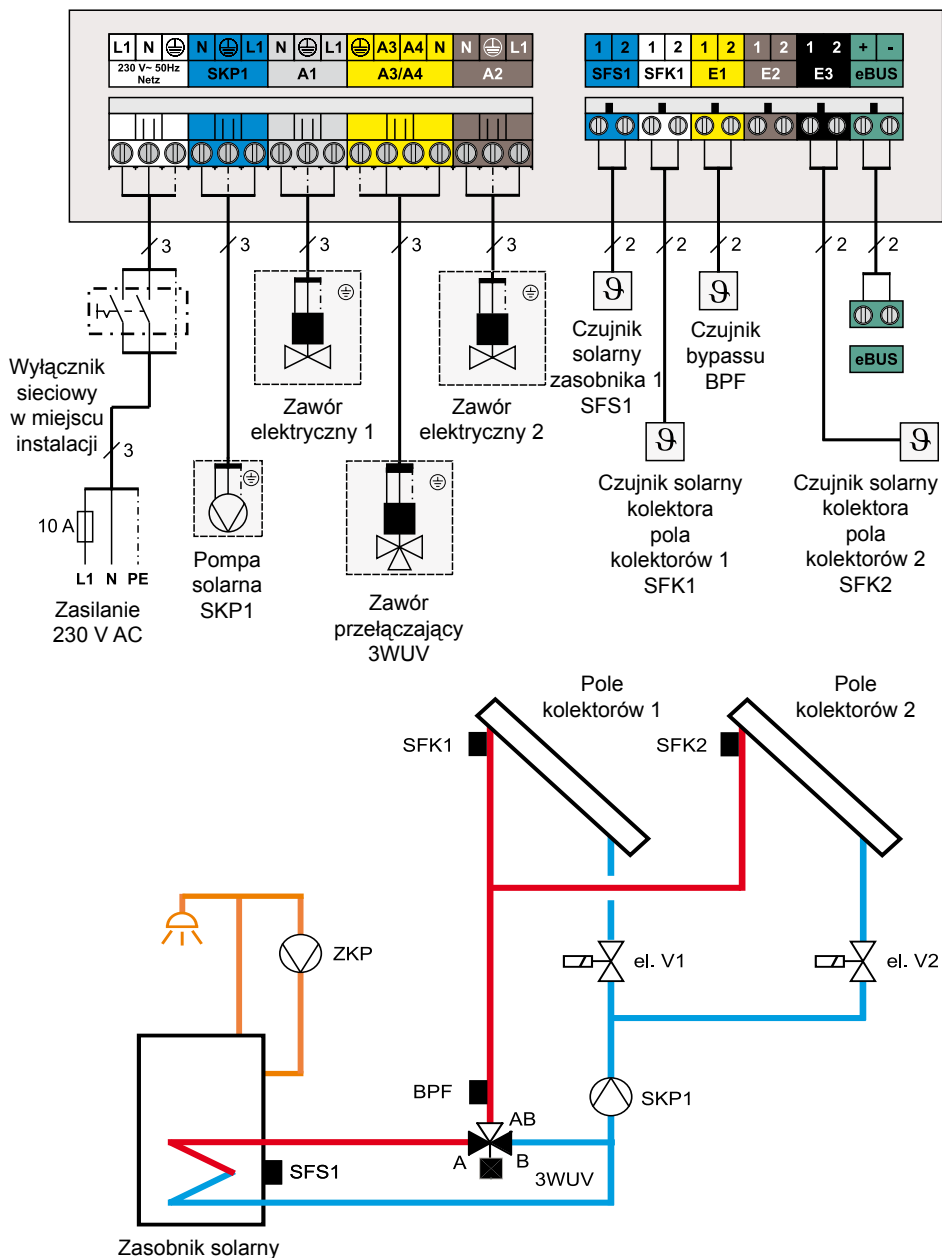 L1 N N L1 N L1 A3 A4 N N L1 1 2 1 2 1 2 1 2 1 2 + -
230 V~ 50Hz
Netz
SKP1 A1 A3/A4 A2 SFS1 SFK1 E1 E2 E3 eBUS
3 3 3 3 3 2 2 2 2 2
Wyłącznik
sieciowy
w miejscu
instalacji
3
10 A
L1 N PE
Zasilanie
230 V AC
Pompa
solarna
SKP1
Zawór
elektryczny 1
Zawór
przełączający
3WUV
Zawór
elektryczny 2
ϑ
Czujnik
solarny
zasobnika 1
SFS1
ϑ
Czujnik
bypassu
BPF
eBUS
ϑ
Czujnik solarny
kolektora
pola
kolektorów 1
SFK1
ϑ
Czujnik solarny
kolektora
pola
kolektorów 2
SFK2
Pole
kolektorów 1
Pole
kolektorów 2
SFK1
SFK2
ZKP
el. V1
el. V2
BPF
AB
SKP1
A
B
3WUV
SFS1
Zasobnik solarny